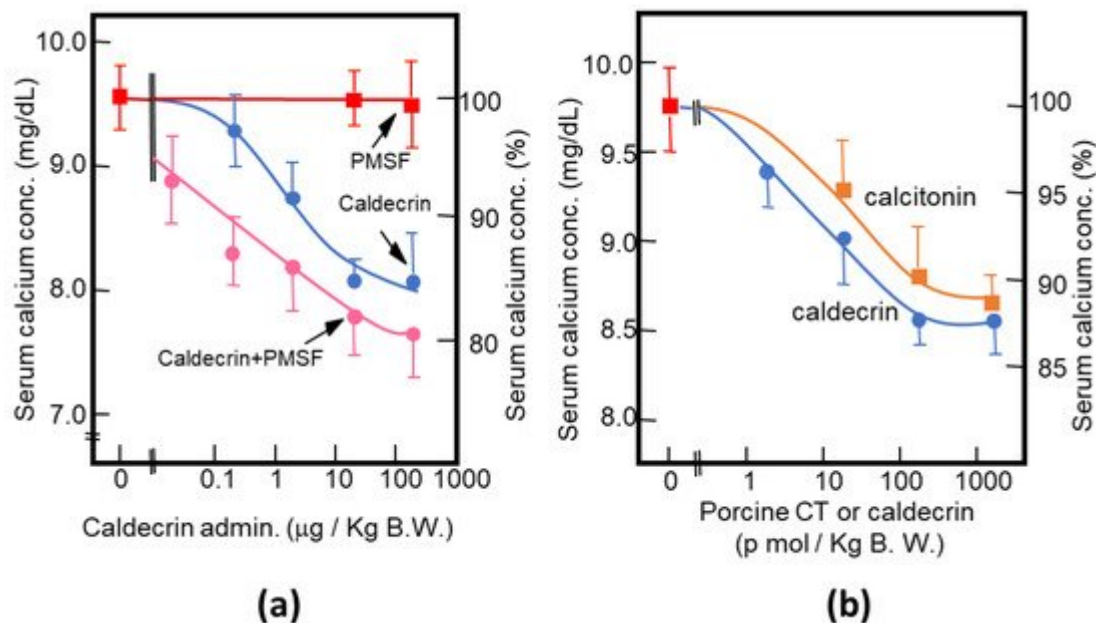 Serum calcium conc. (mg/dL)
10.0
9.0
8.0
7.0
PMSF
Caldecrin
Caldecrin+PMSF
100
90
80
Serum calcium conc. (%)
0 0.1 1 10 100 1000
Caldecrin admin. (μg / Kg B.W.)
(a)
Serum calcium conc. (mg/dL)
10.0
9.5
9.0
8.5
8.0
calcitonin
caldecrin
100
95
90
85
Serum calcium conc. (%)
0 1 10 100 1000
Porcine CT or caldecrin
(p mol / Kg B. W.)
(b)